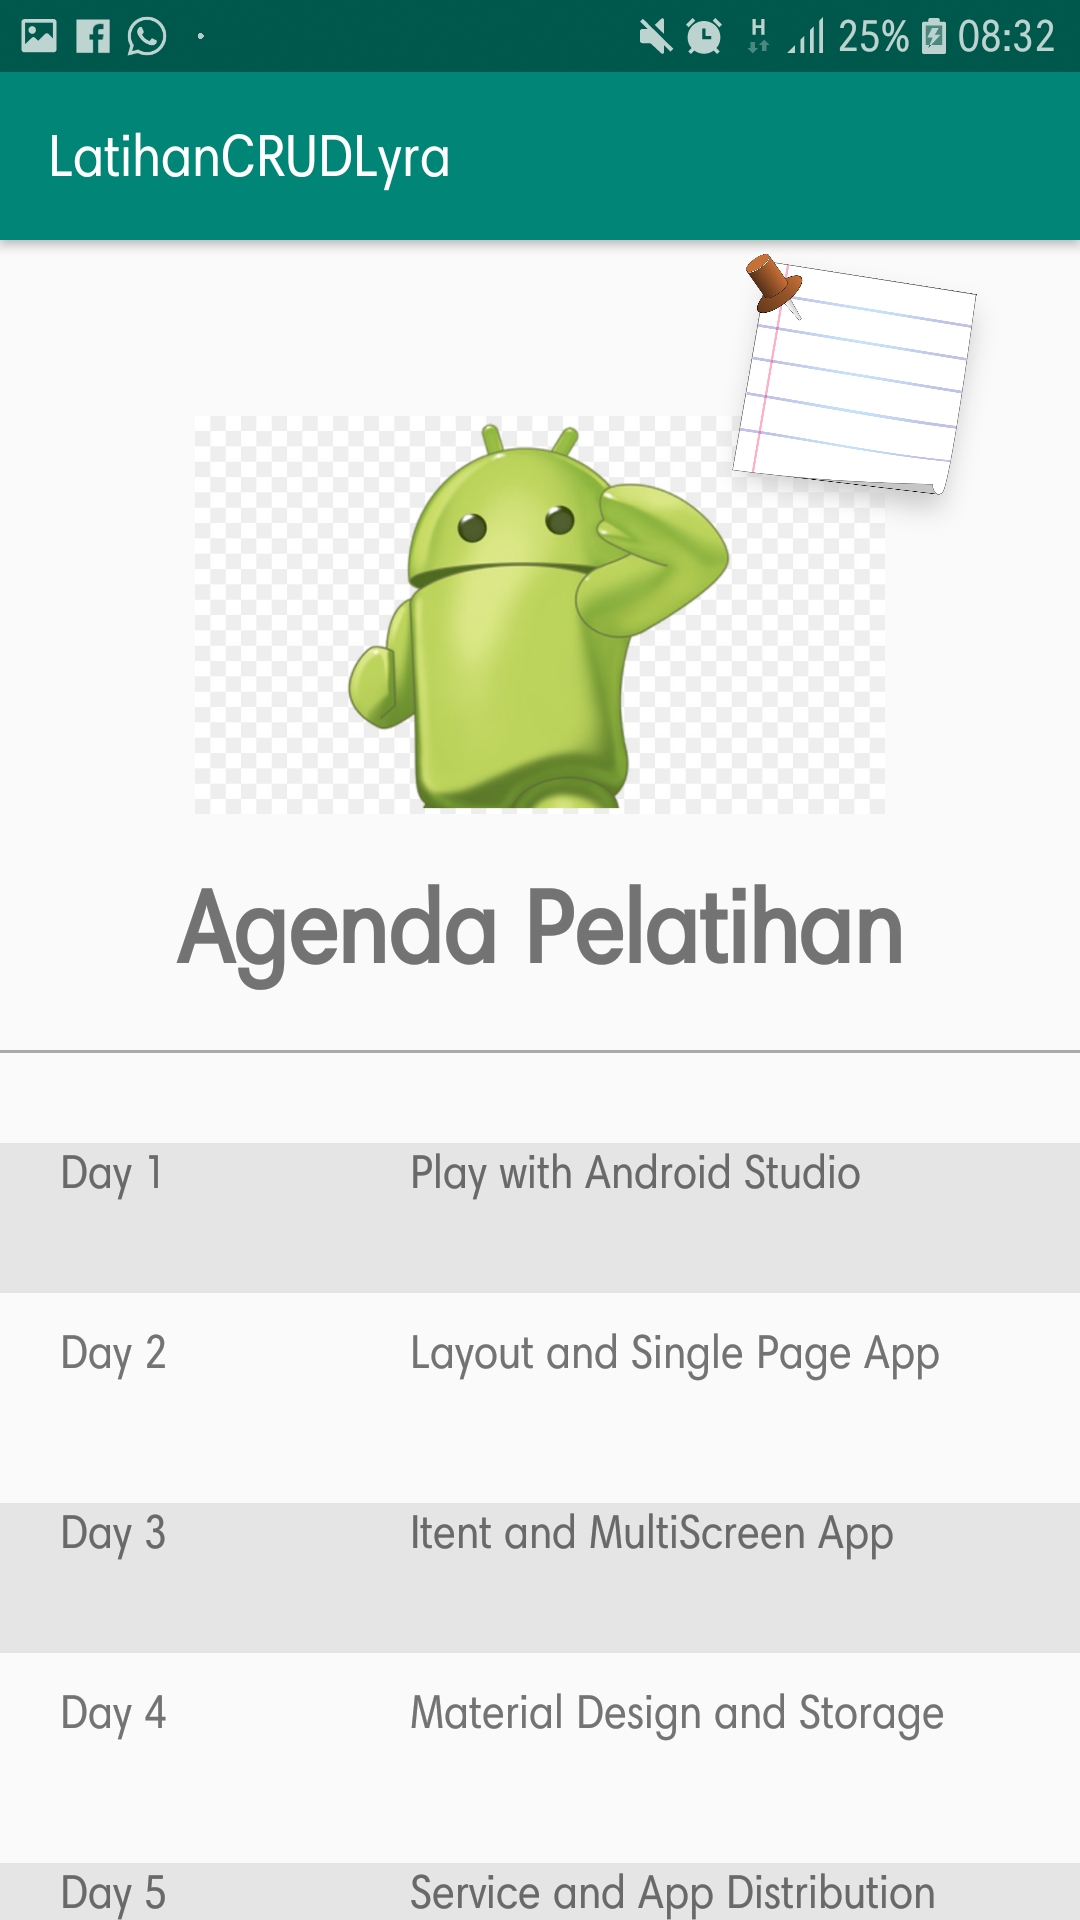 H 25% 08:32
LatihanCRUDLyra
Agenda Pelatihan
Day 1 Play with Android Studio
Day 2 Layout and Single Page App
Day 3 Itent and MultiScreen App
Day 4 Material Design and Storage
Day 5 Service and App Distribution